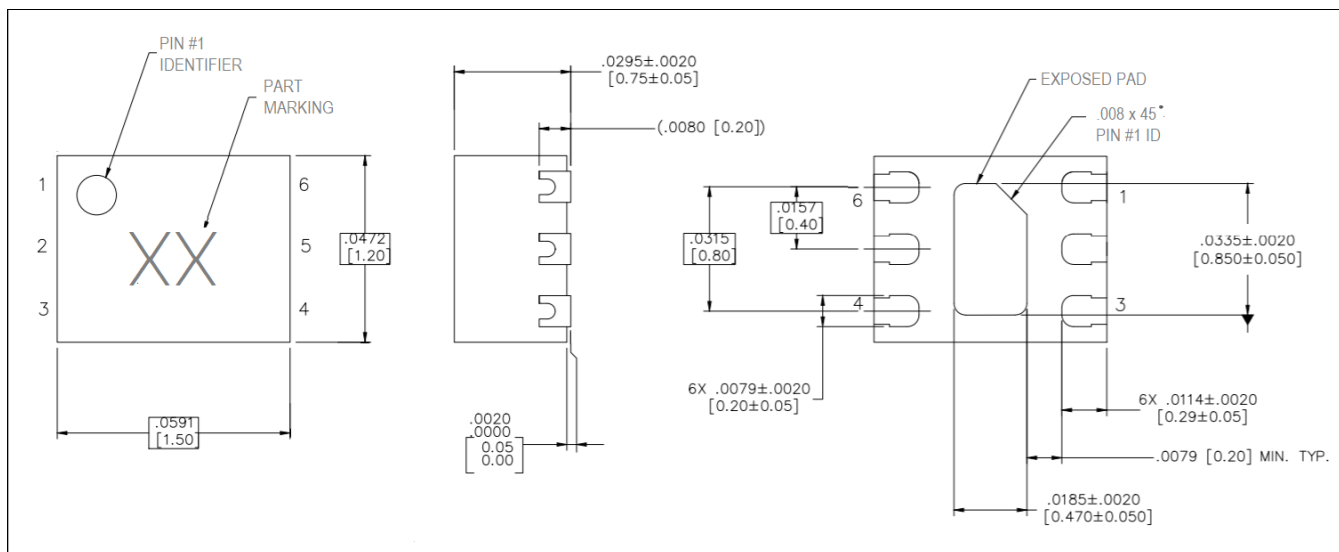 PIN #1
IDENTIFIER
PART
MARKING
1
2
3
6
5
4
XX
.0472
[1.20]
.0591
[1.50]
.0295±.0020
[0.75±0.05]
(.0080 [0.20])
.0020
.0000
[0.05
0.00]
EXPOSED PAD
.008 x 45°
PIN #1 ID
6
4
1
3
.0157
[0.40]
.0315
[0.80]
6X .0079±.0020
[0.20±0.05]
.0335±.0020
[0.850±0.050]
6X .0114±.0020
[0.29±0.05]
.0079 [0.20] MIN. TYP.
.0185±.0020
[0.470±0.050]